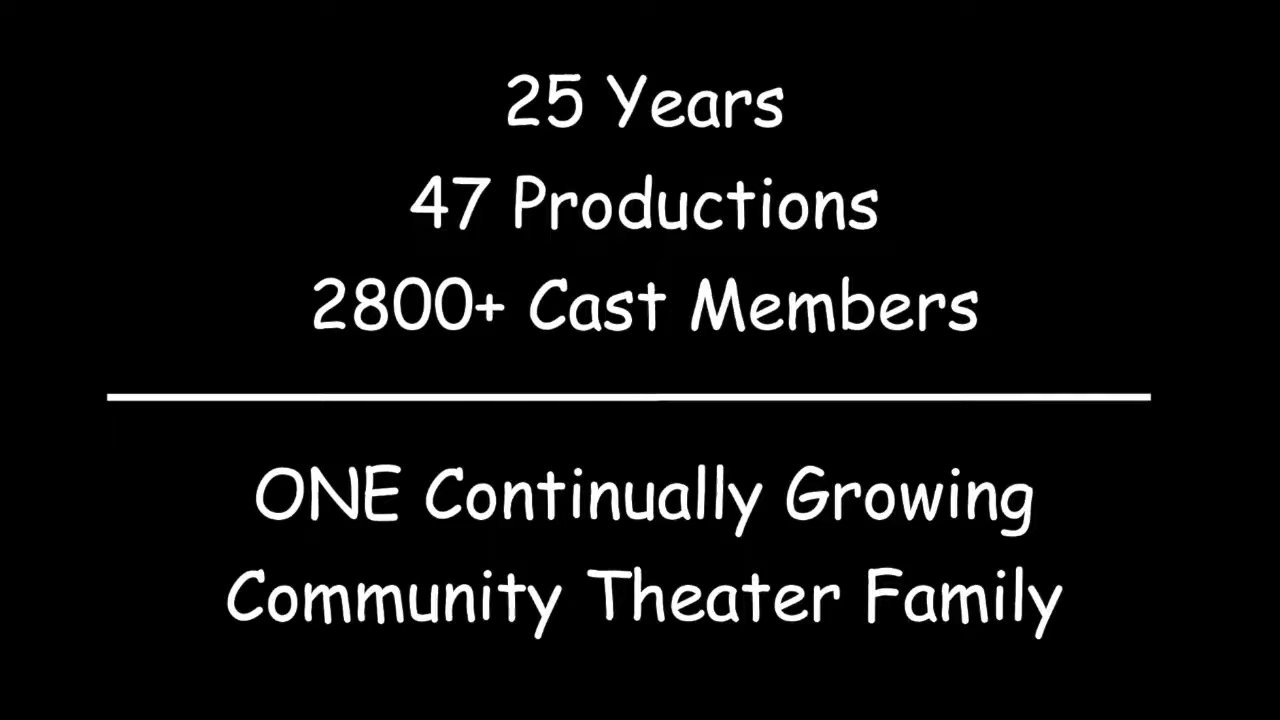 25 Years
47 Productions
2800+ Cast Members
ONE Continually Growing
Community Theater Family